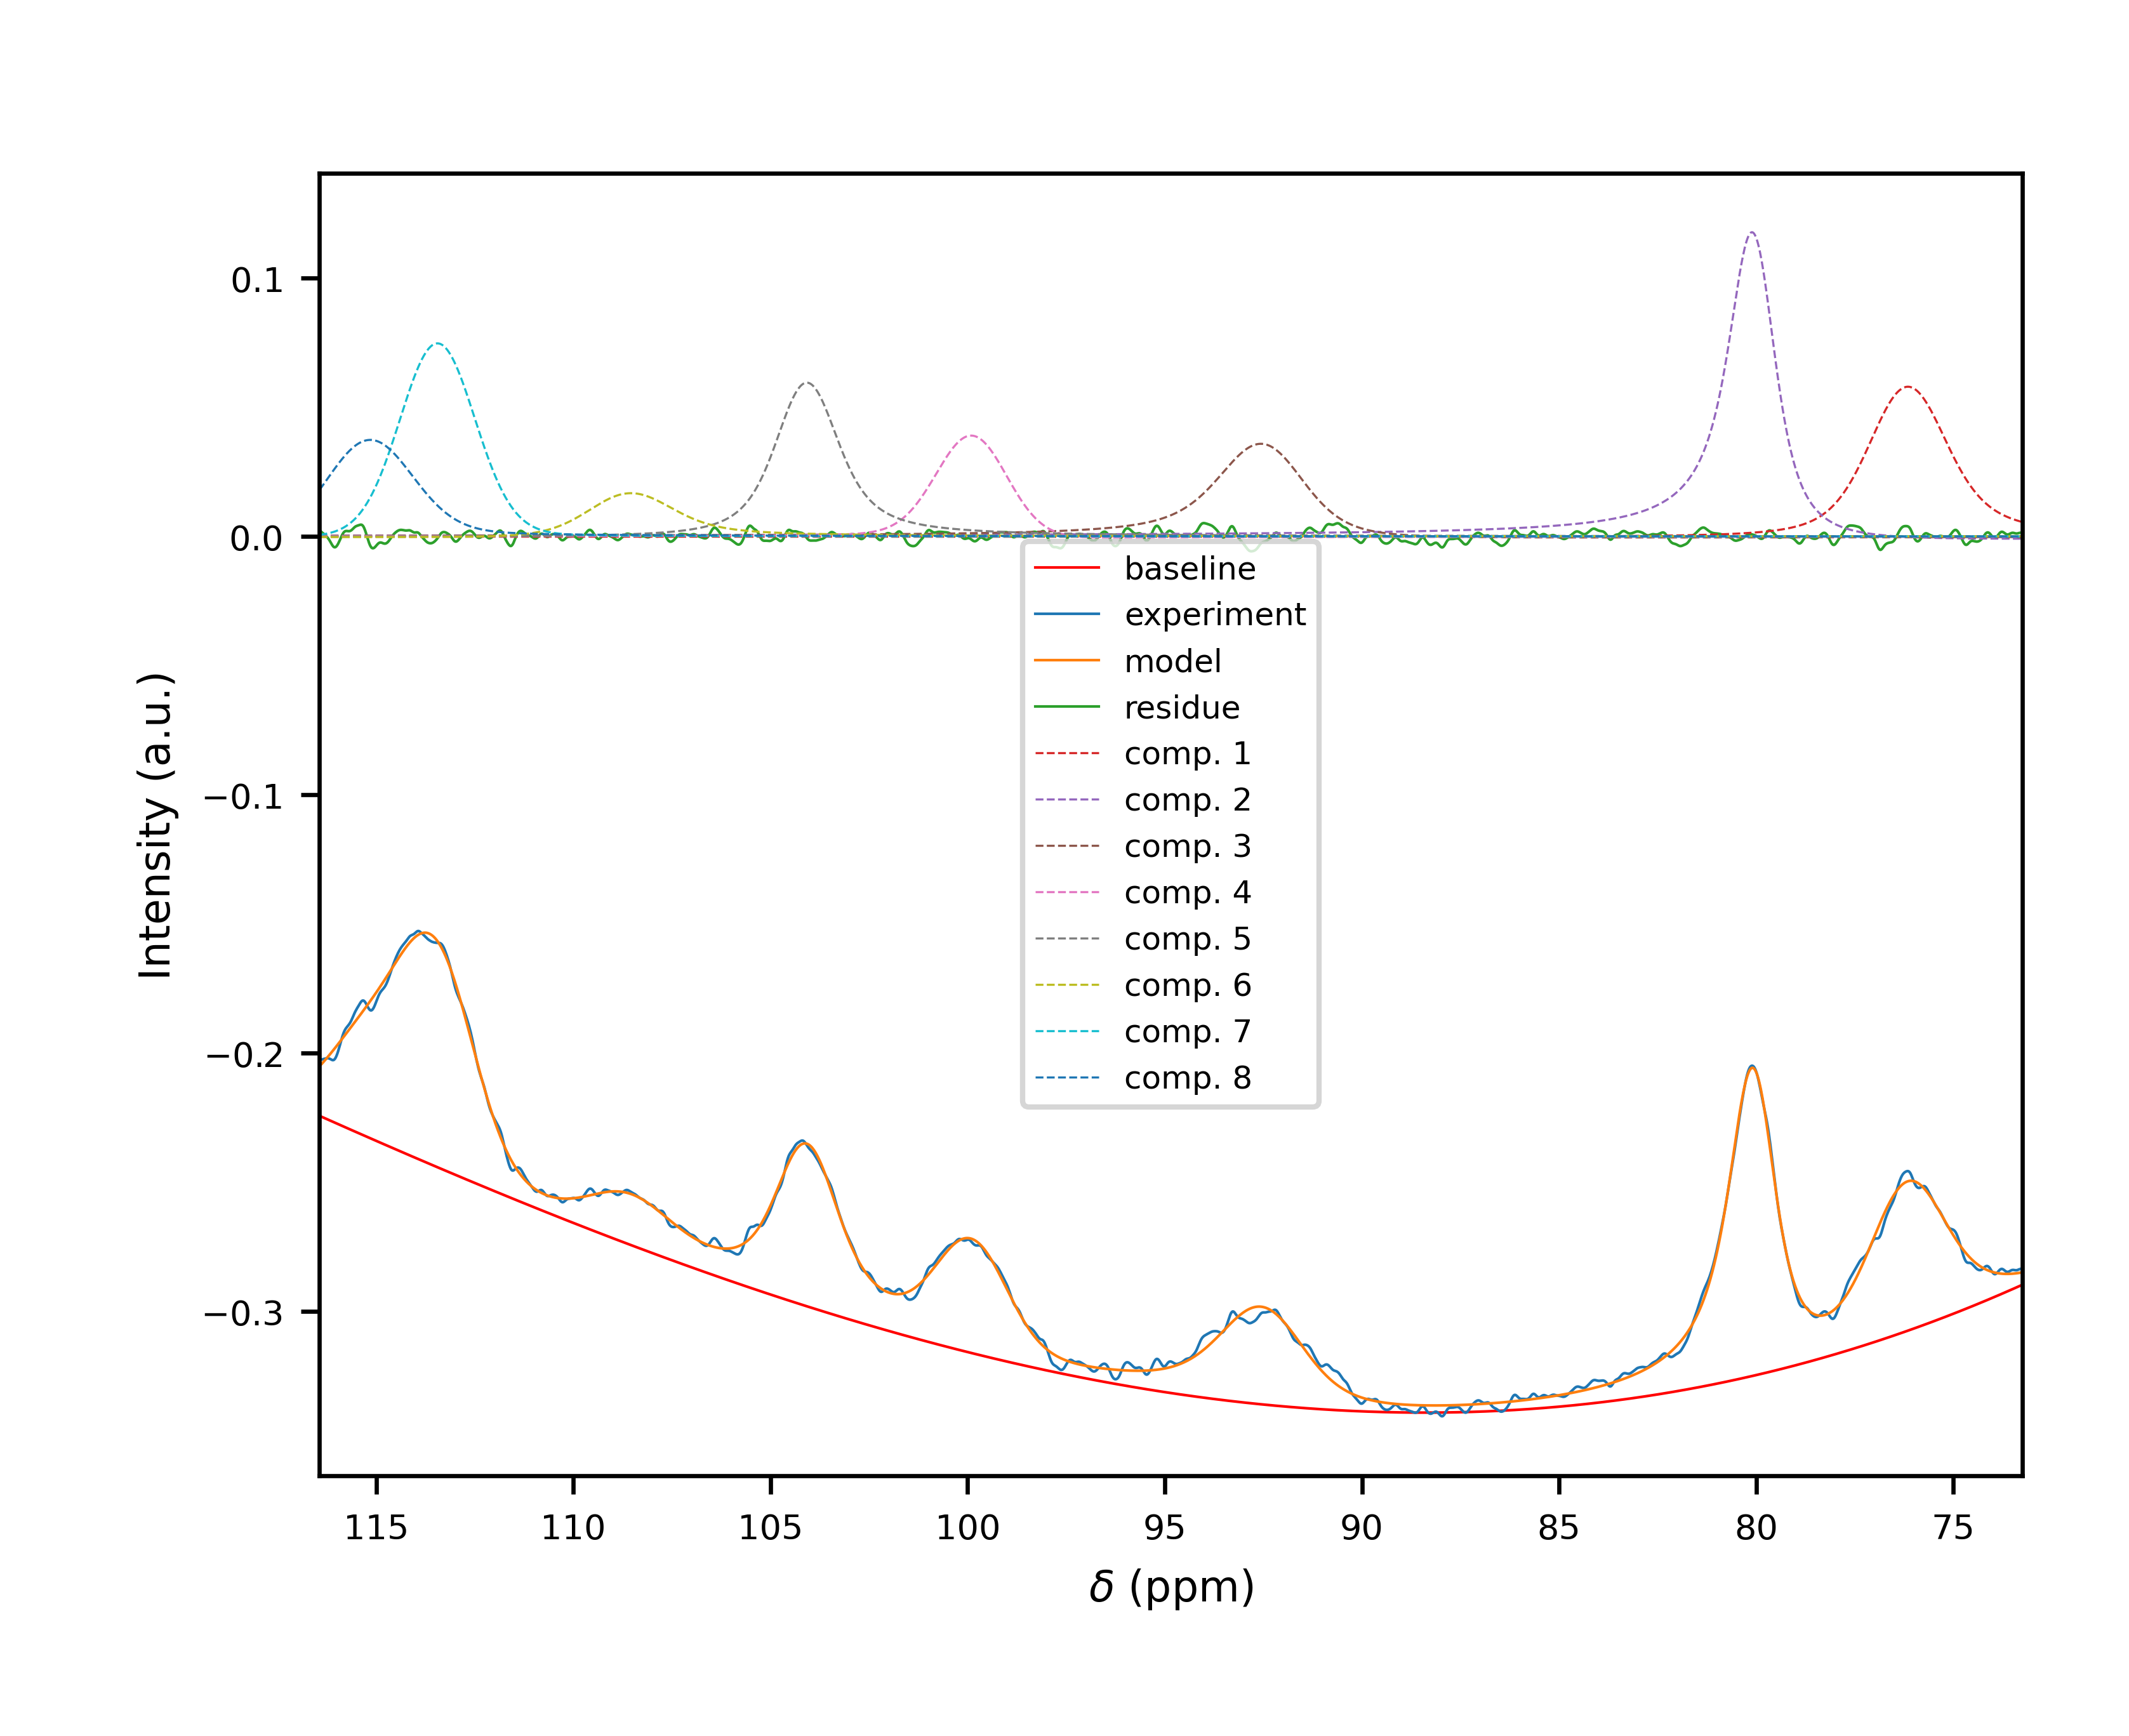 0.1
0.0
−0.1
−0.2
−0.3
Intensity (a.u.)
baseline
experiment
model
residue
comp. 1
comp. 2
comp. 3
comp. 4
comp. 5
comp. 6
comp. 7
comp. 8
115 110 105 100 95 90 85 80 75
δ (ppm)